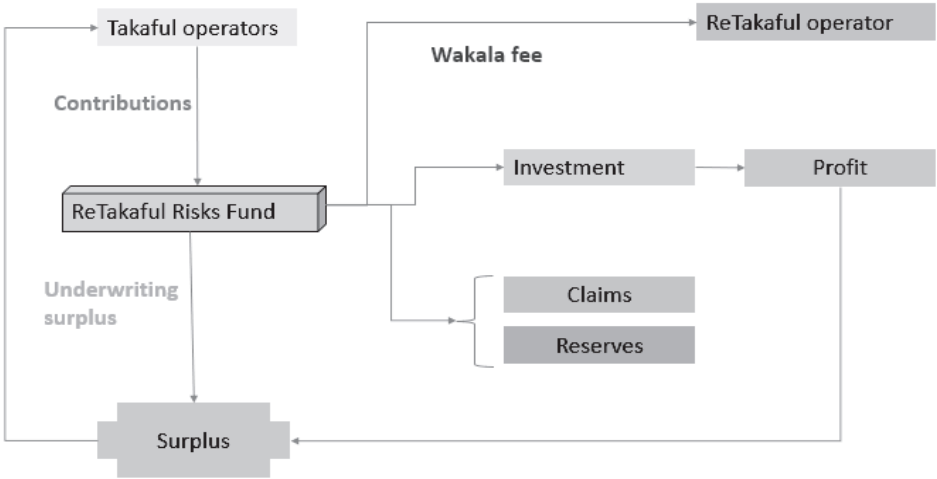 Takaful operators
ReTakaful operator
Wakala fee
Contributions
Investment
Profit
ReTakaful Risks Fund
Underwriting
surplus
Claims
Reserves
Surplus